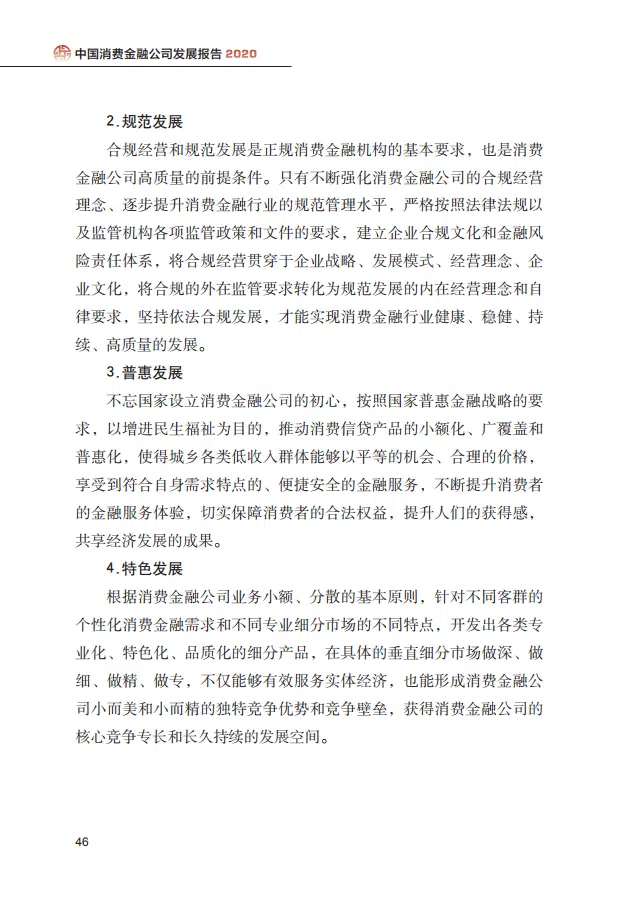 中国消费金融公司发展报告 2020
2.规范发展
合规经营和规范发展是正规消费金融机构的基本要求，也是消费
金融公司高质量的前提条件。只有不断强化消费金融公司的合规经营
理念、逐步提升消费金融行业的规范管理水平，严格按照法律法规以
及监管机构各项监管政策和文件的要求，建立企业合规文化和金融风
险责任体系，将合规经营贯穿于企业战略、发展模式、经营理念、企
业文化，将合规的外在监管要求转化为规范发展的内在经营理念和自
律要求，坚持依法合规发展，才能实现消费金融行业健康、稳健、持
续、高质量的发展。
3.普惠发展
不忘国家设立消费金融公司的初心，按照国家普惠金融战略的要
求，以增进民生福祉为目的，推动消费信贷产品的小额化、广覆盖和
普惠化，使得城乡各类低收入群体能够以平等的机会、合理的价格，
享受到符合自身需求特点的、便捷安全的金融服务，不断提升消费者
的金融服务体验，切实保障消费者的合法权益，提升人们的获得感，
共享经济发展的成果。
4.特色发展
根据消费金融公司业务小额、分散的基本原则，针对不同客群的
个性化消费金融需求和不同专业细分市场的不同特点，开发出各类专
业化、特色化、品质化的细分产品，在具体的垂直细分市场做深、做
细、做精、做专，不仅能够有效服务实体经济，也能形成消费金融公
司小而美和小而精的独特竞争优势和竞争壁垒，获得消费金融公司的
核心竞争专长和长久持续的发展空间。
46